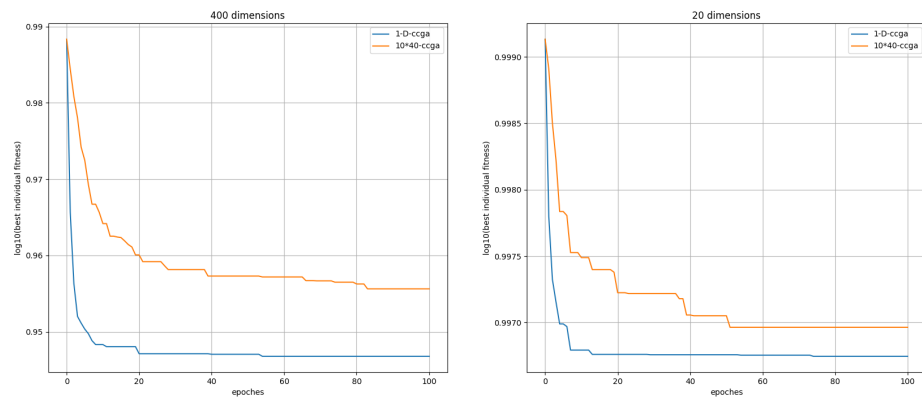 400 dimensions
0.99
0.98
0.97
0.96
0.95
log10(best individual fitness)
0
20
40
60
80
100
epoches
1-D-ccga
10*40-ccga
20 dimensions
0.9990
0.9985
0.9980
0.9975
0.9970
log10(best individual fitness)
0
20
40
60
80
100
epoches
1-D-ccga
10*40-ccga